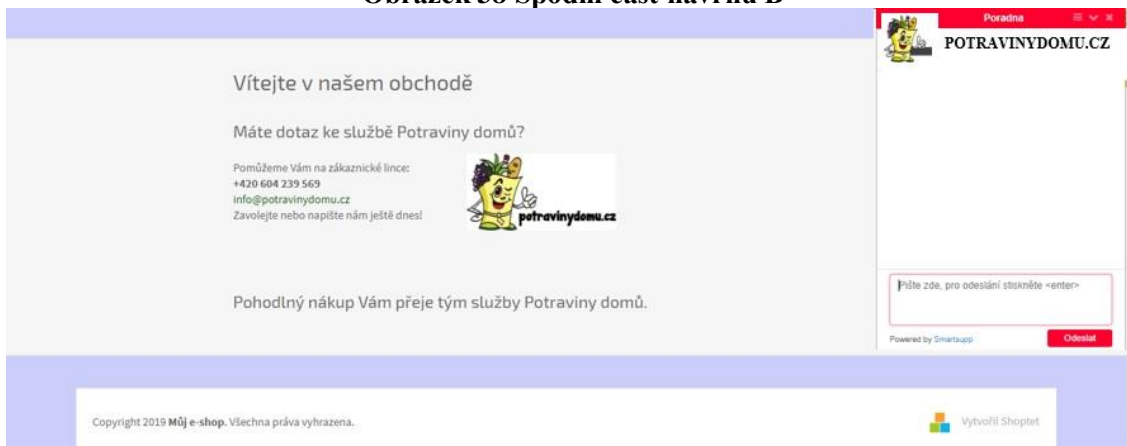 Obrázek 38 Spodní část návrhu B
Poradna
POTRAVINYDOMU.CZ
Vítejte v našem obchodě
Máte dotaz ke službě Potraviny domů?
Pomůžeme Vám na zákaznické lince:
+420 604 239 569
info@potravinydomu.cz
Zavolejte nebo napište nám ještě dnes!
potravinydomu.cz
Pohodlný nákup Vám přeje tým služby Potraviny domů.
Pište zde, pro odeslání stiskněte <enter>
Powered by Smartsupp
Odeslat
Copyright 2019 Můj e-shop. Všechna práva vyhrazena.
Vytvořil Shoptet